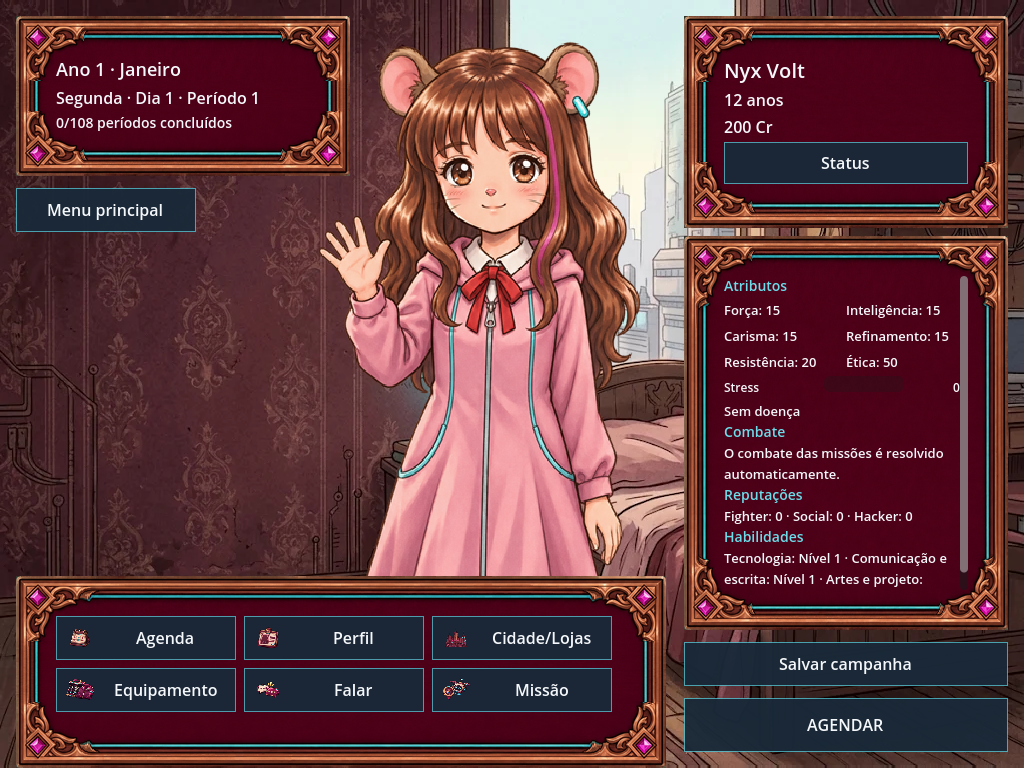 Ano 1 · Janeiro
Segunda · Dia 1 · Período 1
0/108 períodos concluídos
Menu principal
Nyx Volt
12 anos
200 Cr
Status
Atributos
Força: 15 Inteligência: 15
Carisma: 15 Refinamento: 15
Resistência: 20 Ética: 50
Stress 0
Sem doença
Combate
O combate das missões é resolvido
automaticamente.
Reputações
Fighter: 0 · Social: 0 · Hacker: 0
Habilidades
Tecnologia: Nível 1 · Comunicação e
escrita: Nível 1 · Artes e projeto:
Agenda Perfil Cidade/Lojas
Equipamento Falar Missão
Salvar campanha
AGENDAR